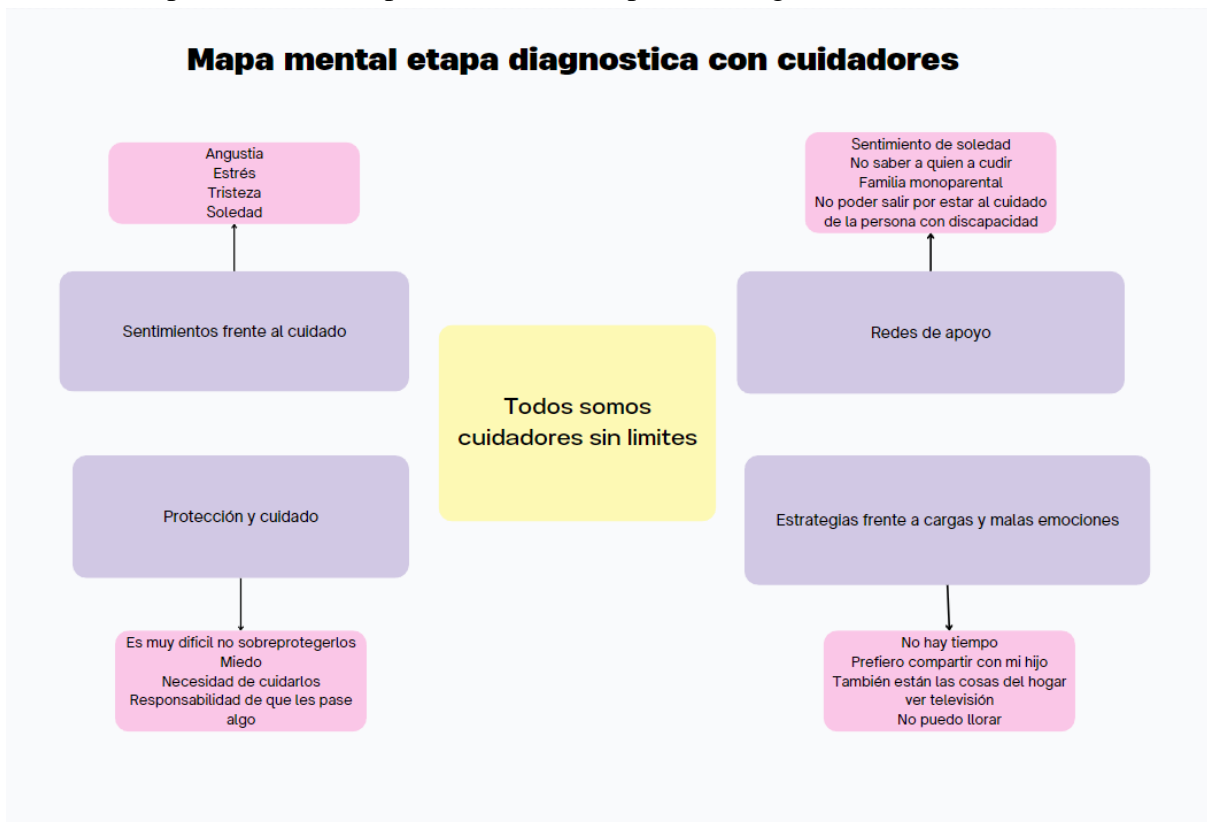 Mapa mental etapa diagnostica con cuidadores
Angustia
Estrés
Tristeza
Soledad
Sentimiento de soledad
No saber a quien a cudir
Familia monoparental
No poder salir por estar al cuidado
de la persona con discapacidad
Sentimientos frente al cuidado
Redes de apoyo
Todos somos
cuidadores sin limites
Protección y cuidado
Estrategias frente a cargas y malas emociones
Es muy dificil no sobreprotegerlos
Miedo
Necesidad de cuidarlos
Responsabilidad de que les pase
algo
No hay tiempo
Prefiero compartir con mi hijo
También están las cosas del hogar
ver televisión
No puedo llorar